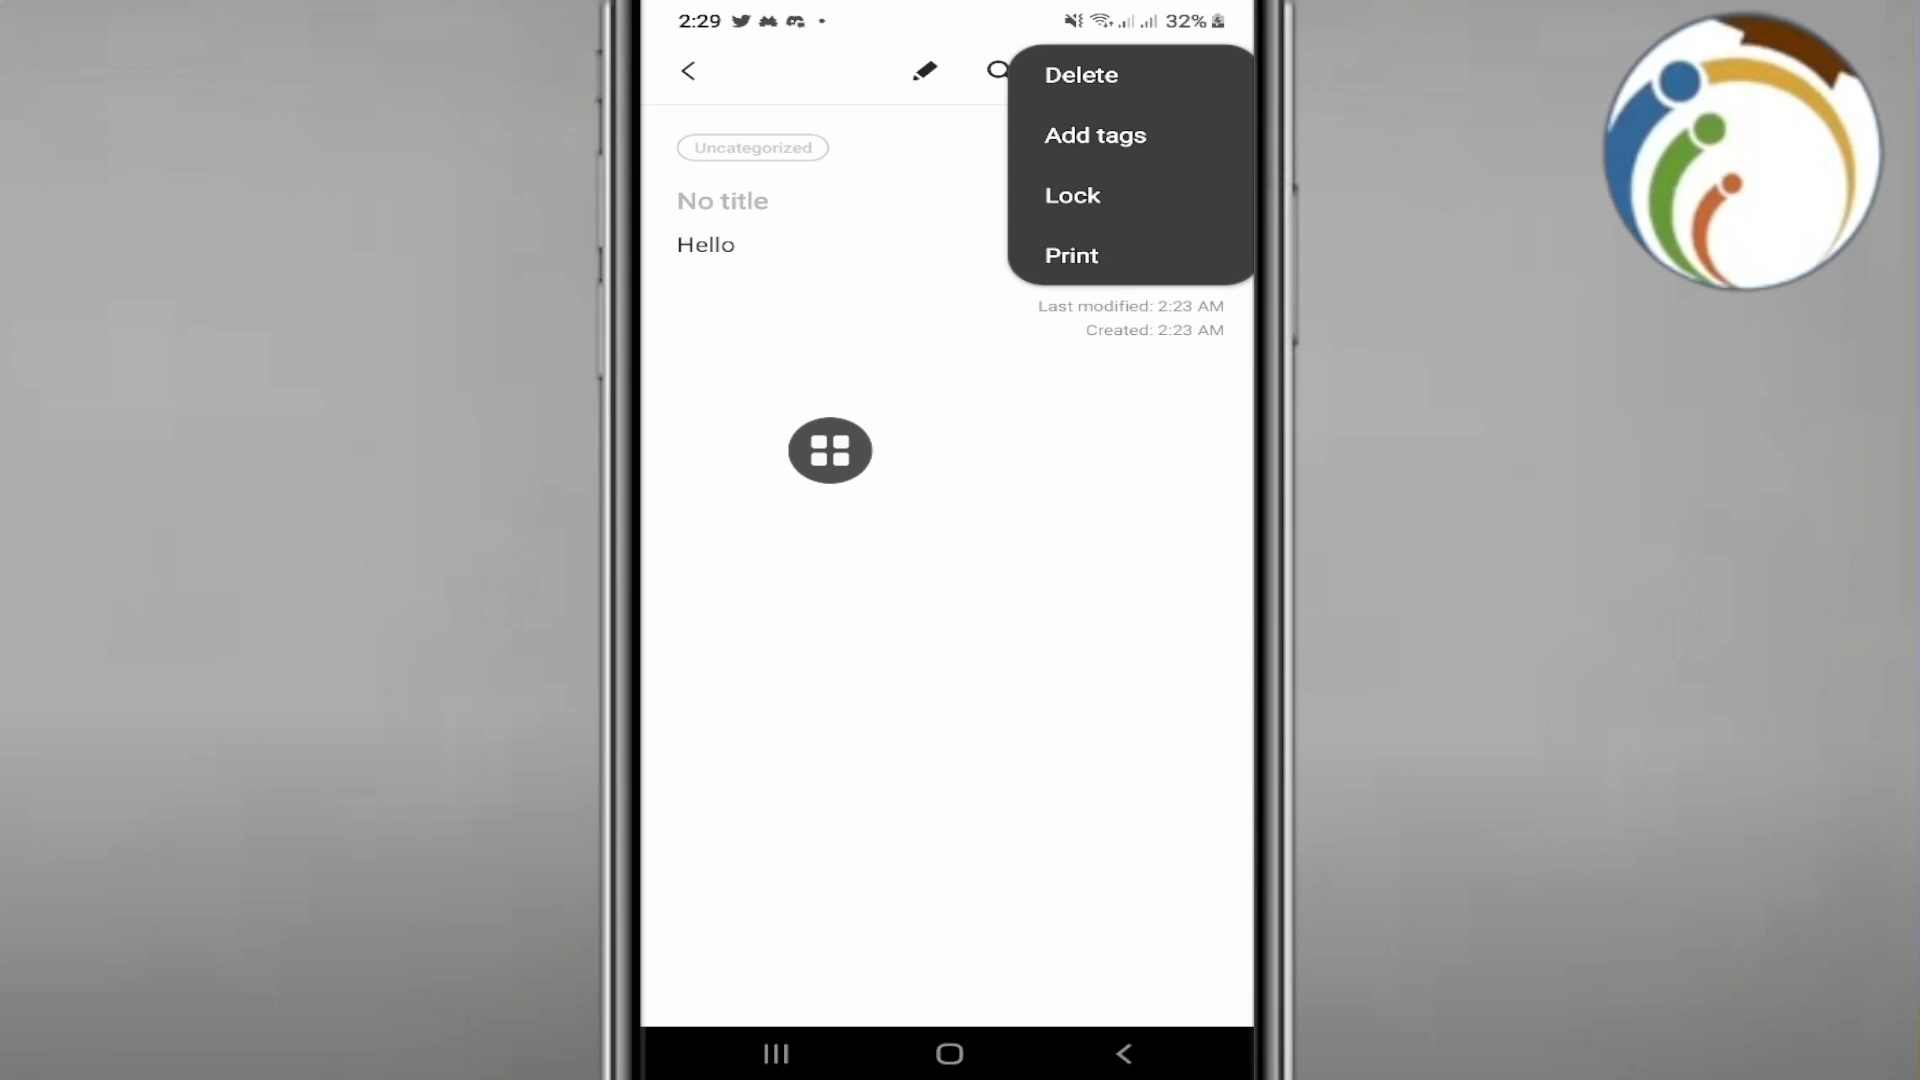 2:29
32%
Delete
Add tags
Lock
Print
Uncategorized
No title
Hello
Last modified: 2:23 AM
Created: 2:23 AM